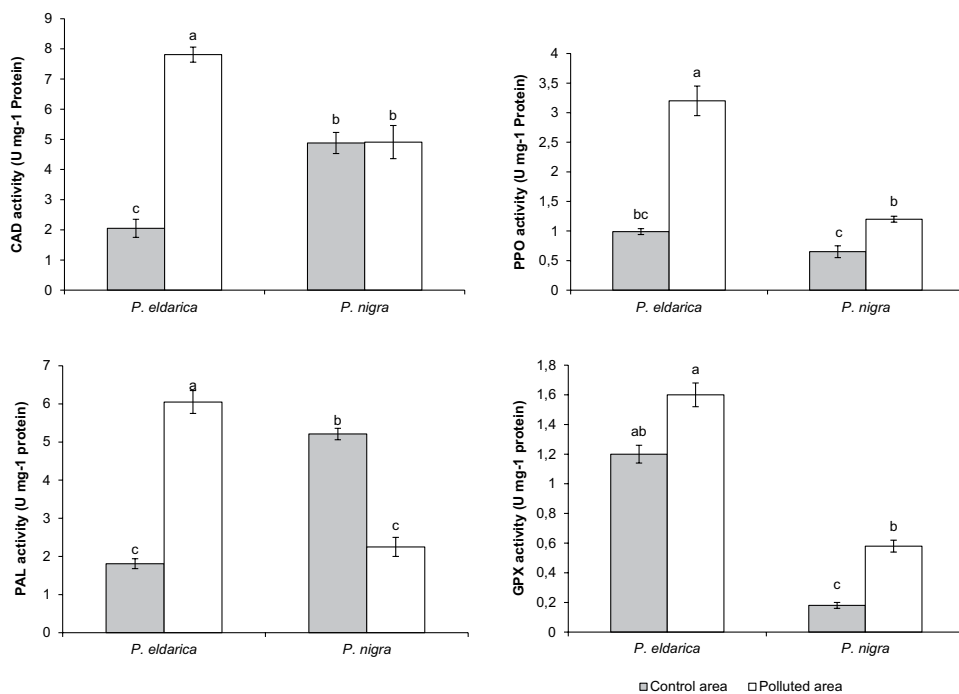 CAD activity (U mg-1 Protein)
9
8
7
6
5
4
3
2
1
0
a
b
b
c
P. eldarica
P. nigra
PPO activity (U mg-1 Protein)
4
3,5
3
2,5
2
1,5
1
0,5
0
a
bc
b
c
P. eldarica
P. nigra
PAL activity (U mg-1 protein)
7
6
5
4
3
2
1
0
a
b
c
c
P. eldarica
P. nigra
GPX activity (U mg-1 protein)
1,8
1,6
1,4
1,2
1
0,8
0,6
0,4
0,2
0
a
ab
b
c
P. eldarica
P. nigra
Control area
Polluted area